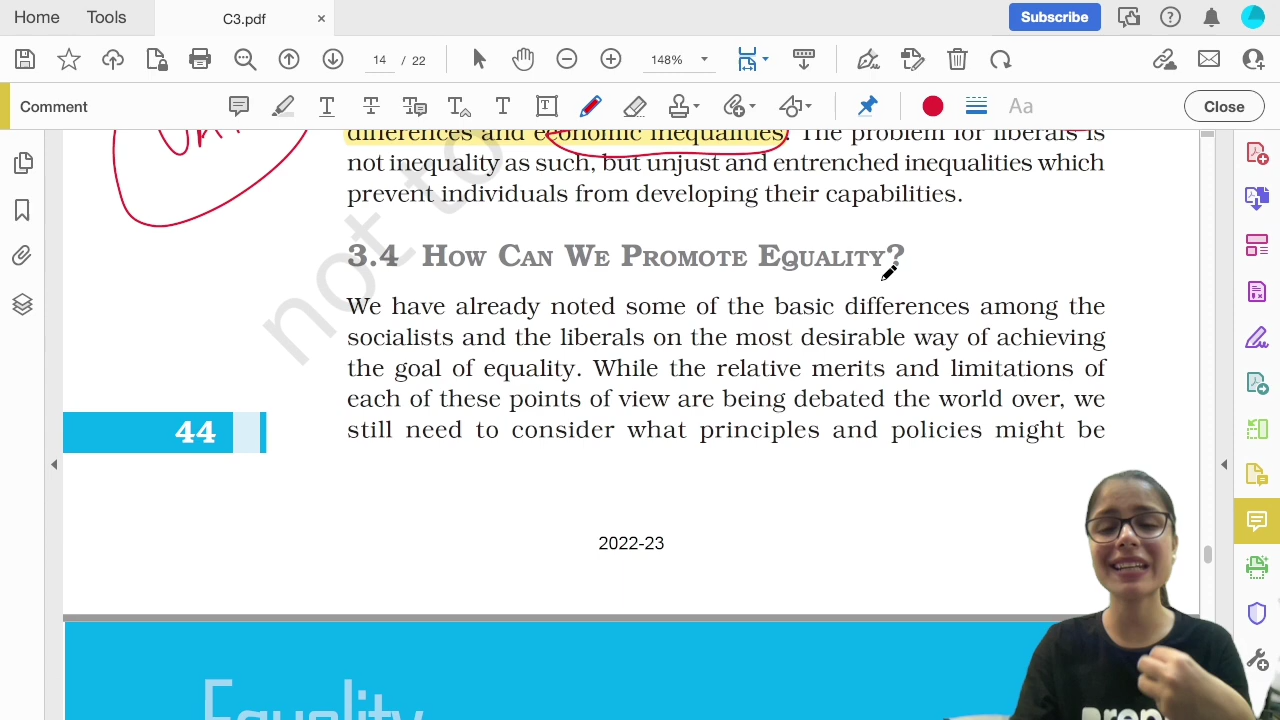 Home Tools C3.pdf × Subscribe
14 / 22 148%
Comment Aa Close
differences and economic inequalities. The problem for liberals is
not inequality as such, but unjust and entrenched inequalities which
prevent individuals from developing their capabilities.
not to
3.4 HOW CAN WE PROMOTE EQUALITY?
We have already noted some of the basic differences among the
socialists and the liberals on the most desirable way of achieving
the goal of equality. While the relative merits and limitations of
each of these points of view are being debated the world over, we
still need to consider what principles and policies might be
44
2022-23
Equality